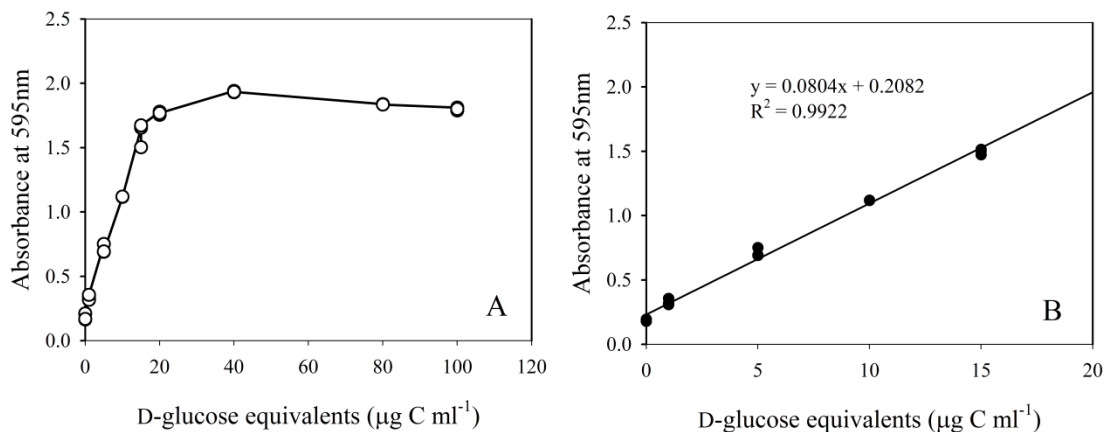 2.5
2.0
1.5
1.0
0.5
0.0
Absorbance at 595nm
A
0 20 40 60 80 100 120
D-glucose equivalents (μg C ml⁻¹)
2.5
2.0
1.5
1.0
0.5
0.0
Absorbance at 595nm
y = 0.0804x + 0.2082
R² = 0.9922
B
0 5 10 15 20
D-glucose equivalents (μg C ml⁻¹)